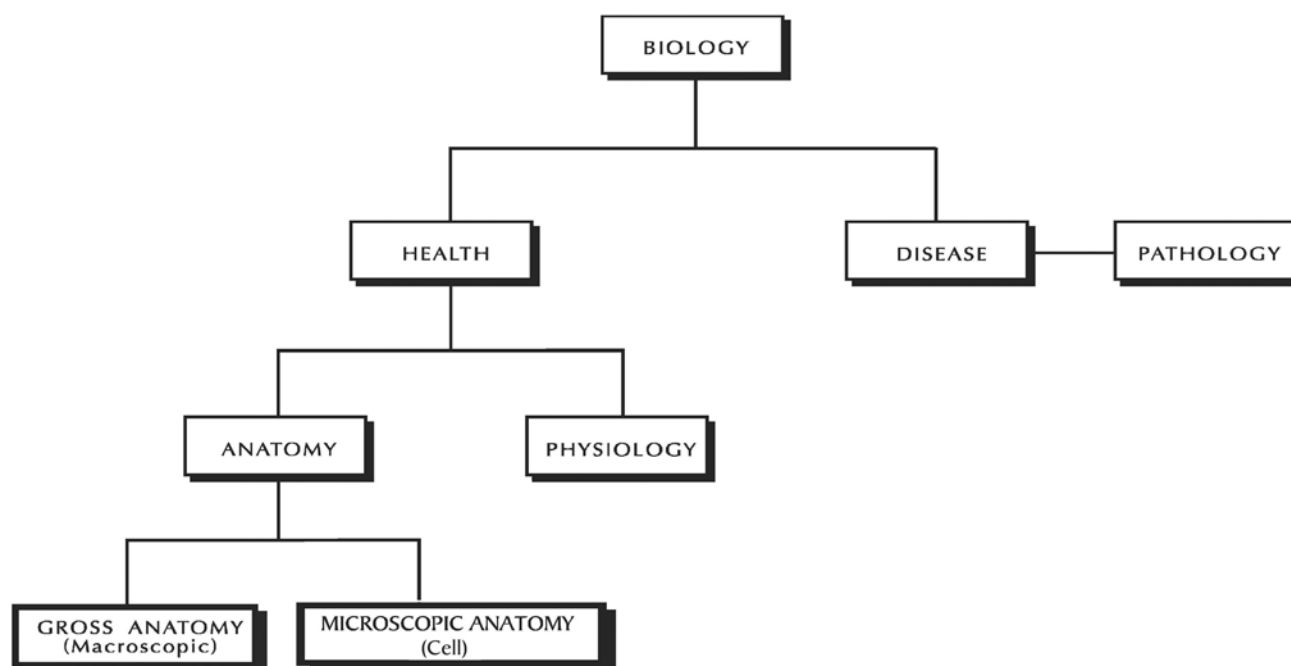 BIOLOGY
HEALTH
DISEASE
PATHOLOGY
ANATOMY
PHYSIOLOGY
GROSS ANATOMY
(Macroscopic)
MICROSCOPIC ANATOMY
(Cell)